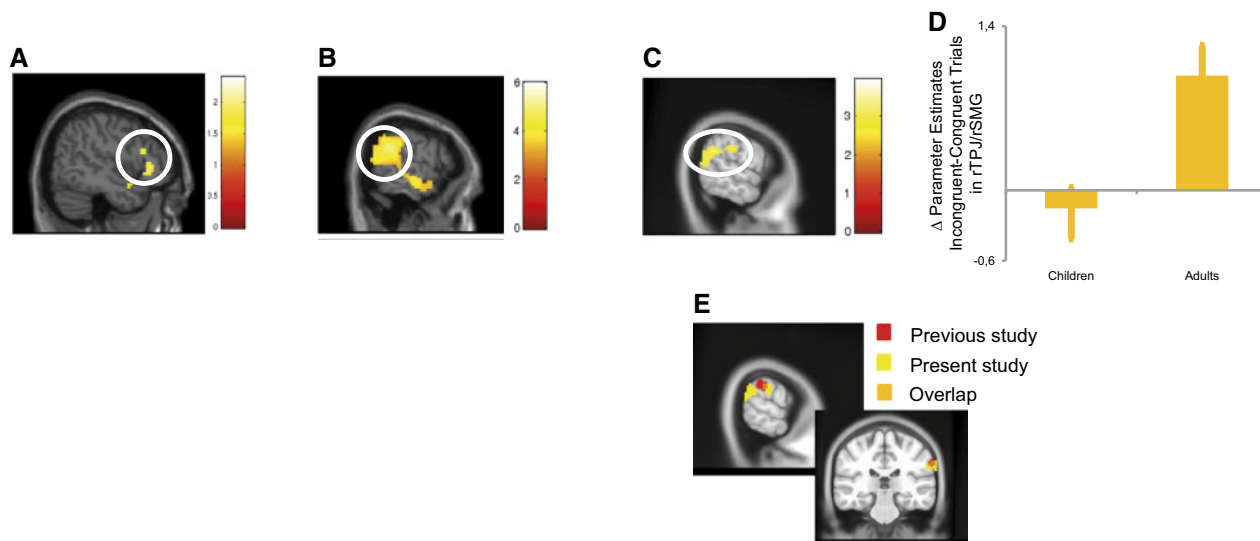 A
2
1.5
1
3.5
0
B
6
4
2
0
C
3
2
1
0
D
Δ Parameter Estimates
Incongruent-Congruent Trials
in rTPJ/rSMG
1,4
-0,6
Children
Adults
E
Previous study
Present study
Overlap